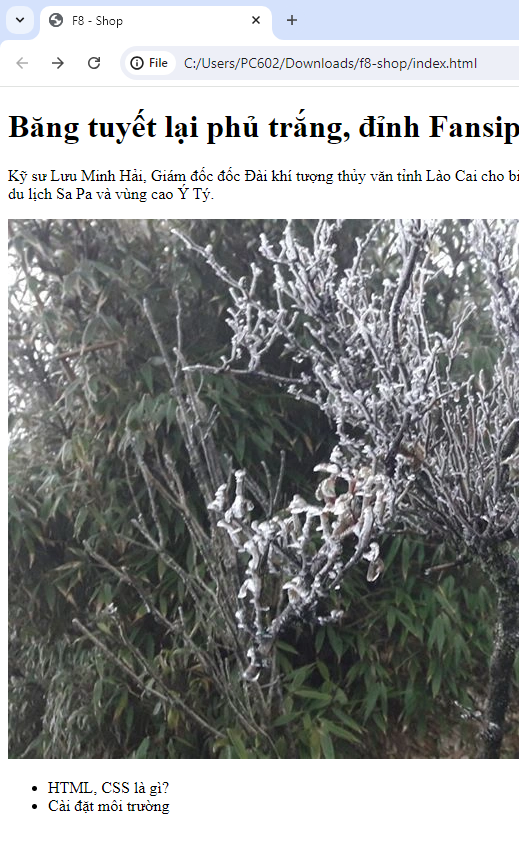 F8 - Shop
File C:/Users/PC602/Downloads/f8-shop/index.html
Băng tuyết lại phủ trắng, đỉnh Fansip
Kỹ sư Lưu Minh Hải, Giám đốc đốc Đài khí tượng thủy văn tỉnh Lào Cai cho bi
du lịch Sa Pa và vùng cao Ý Tý.
HTML, CSS là gì?
Cài đặt môi trường